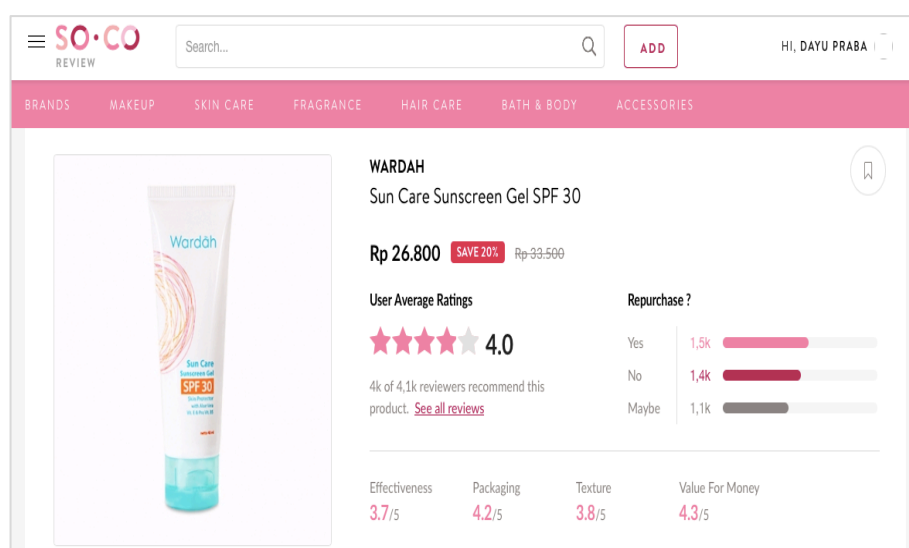 SO•CO
REVIEW
Search...
ADD
HI, DAYU PRABA
BRANDS MAKEUP SKIN CARE FRAGRANCE HAIR CARE BATH & BODY ACCESSORIES
WARDAH
Sun Care Sunscreen Gel SPF 30
Rp 26.800 SAVE 20% Rp 33.500
User Average Ratings
4.0
4k of 4,1k reviewers recommend this
product. See all reviews
Repurchase ?
Yes 1,5k
No 1,4k
Maybe 1,1k
Effectiveness Packaging Texture Value For Money
3.7/5 4.2/5 3.8/5 4.3/5
Wardah
Sun Care
Sunscreen Gel
SPF 30